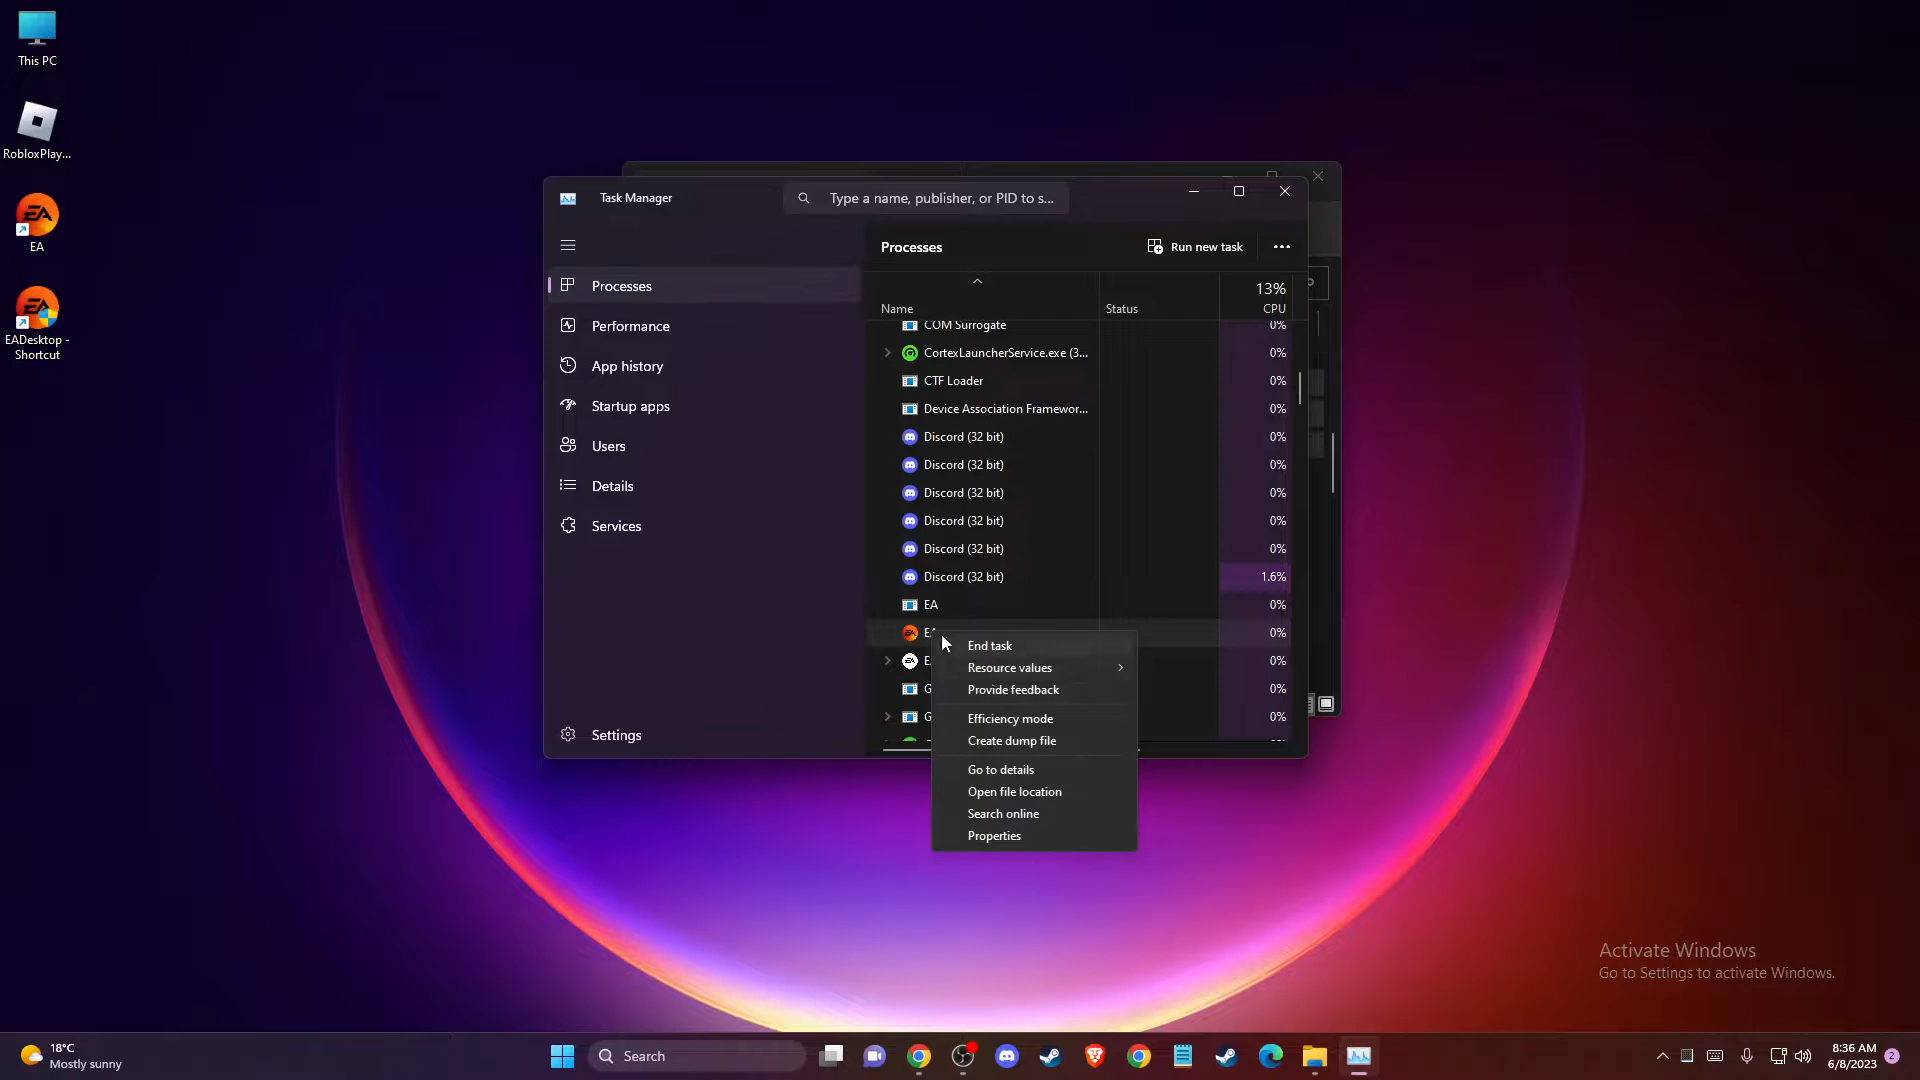 This PC
RobloxPlay...
EA
EADesktop -
Shortcut
Task Manager
Type a name, publisher, or PID to s...
Processes
Performance
App history
Startup apps
Users
Details
Services
Settings
Processes
Run new task
13%
Name
Status
CPU
COM Surrogate
0%
CortexLauncherService.exe (3...
0%
CTF Loader
0%
Device Association Framewor...
0%
Discord (32 bit)
0%
Discord (32 bit)
0%
Discord (32 bit)
0%
Discord (32 bit)
0%
Discord (32 bit)
0%
Discord (32 bit)
1.6%
EA
0%
0%
0%
G
0%
G
0%
End task
Resource values
Provide feedback
Efficiency mode
Create dump file
Go to details
Open file location
Search online
Properties
Activate Windows
Go to Settings to activate Windows.
18°C
Mostly sunny
Search
8:36 AM
6/8/2023
2